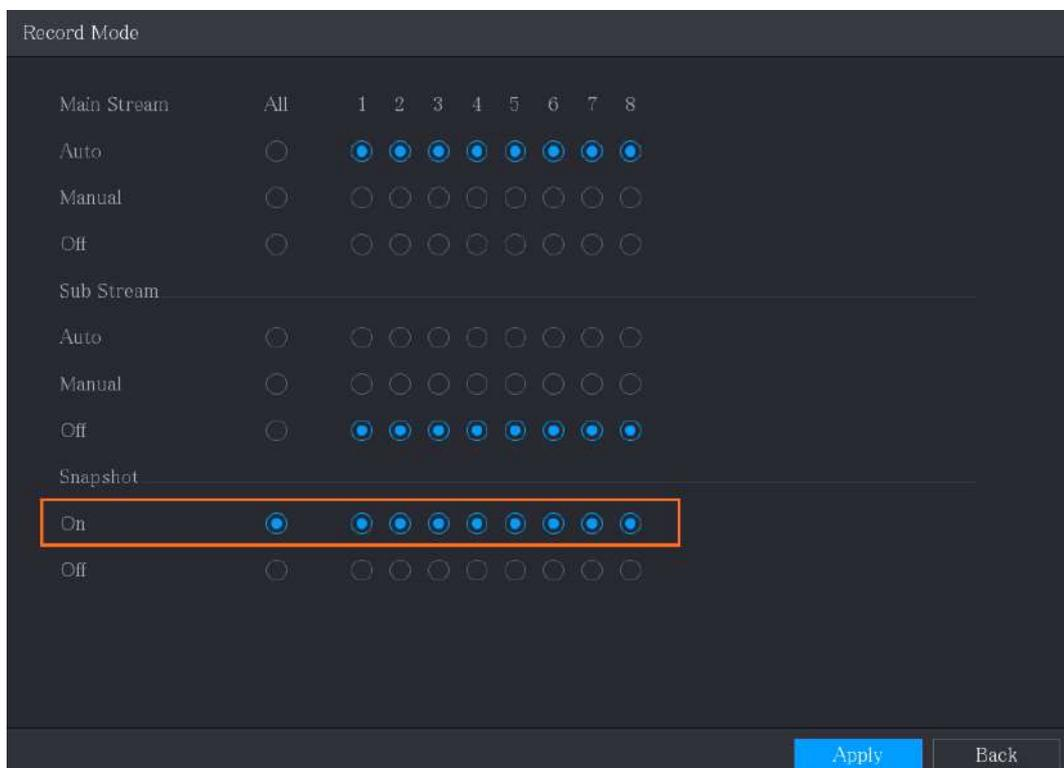 Record Mode
Main Stream All 1 2 3 4 5 6 7 8
Auto
Manual
Off
Sub Stream
Auto
Manual
Off
Snapshot
On
Off
Apply Back